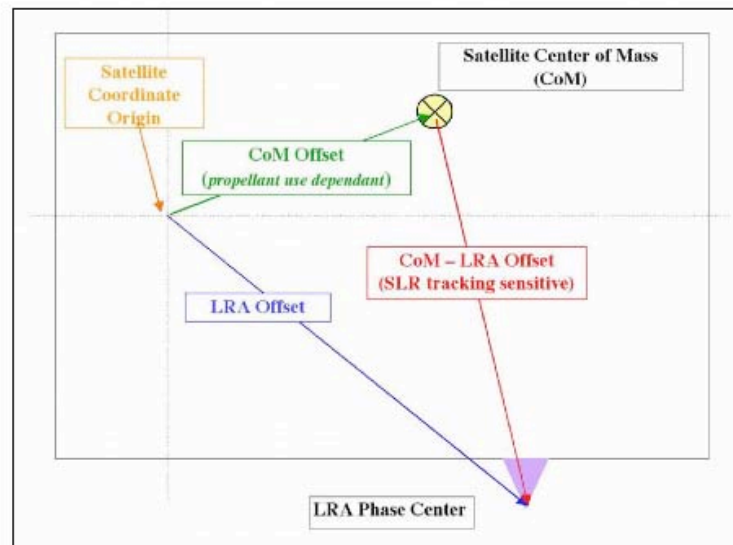 Satellite Center of Mass
(CoM)
Satellite
Coordinate
Origin
CoM Offset
(propellant use dependant)
CoM – LRA Offset
(SLR tracking sensitive)
LRA Offset
LRA Phase Center